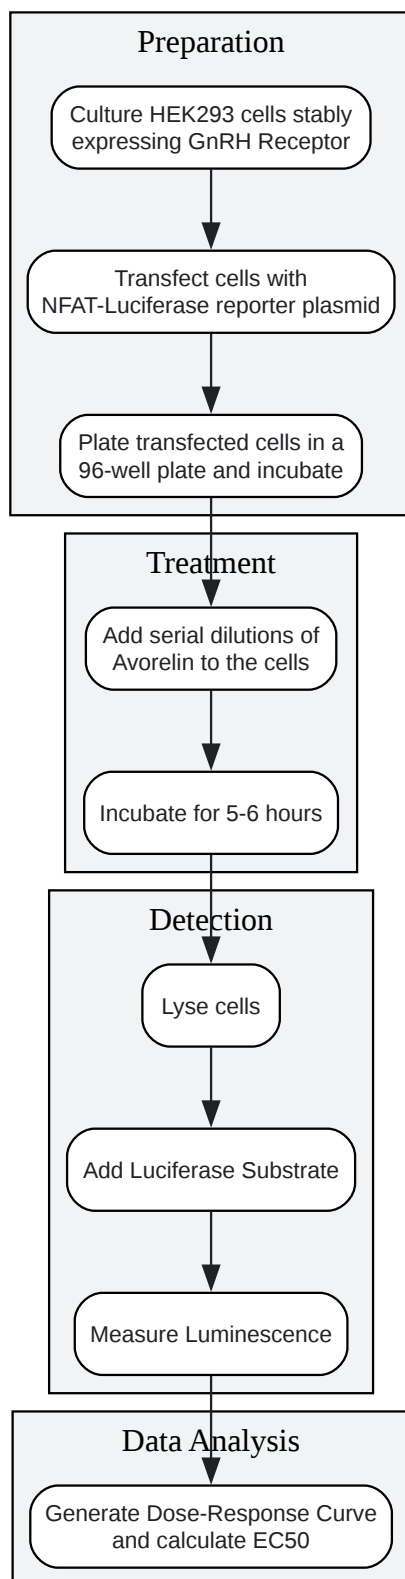 Preparation
Culture HEK293 cells stably
expressing GnRH Receptor
Transfect cells with
NFAT-Luciferase reporter plasmid
Plate transfected cells in a
96-well plate and incubate
Treatment
Add serial dilutions of
Avorelin to the cells
Incubate for 5-6 hours
Detection
Lyse cells
Add Luciferase Substrate
Measure Luminescence
Data Analysis
Generate Dose-Response Curve
and calculate EC50